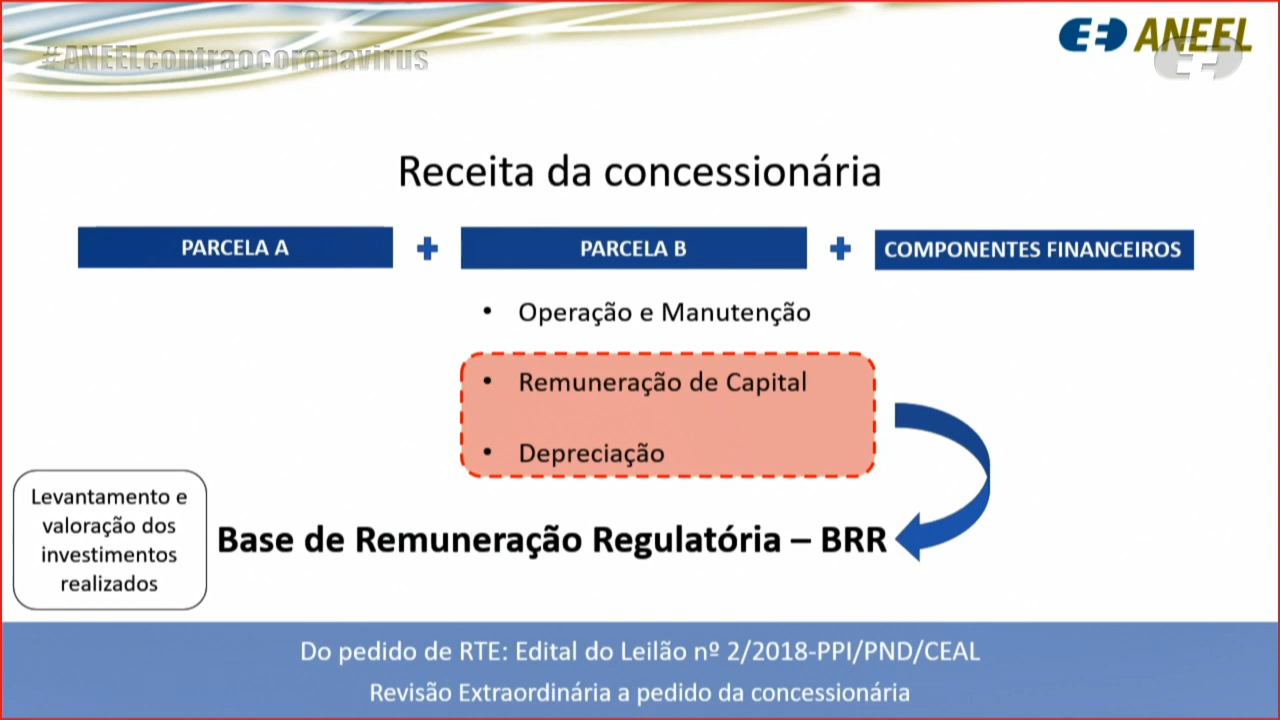 #ANEELcontraocoronavirus
ANEEL
Receita da concessionária
PARCELA A + PARCELA B + COMPONENTES FINANCEIROS
• Operação e Manutenção
• Remuneração de Capital
• Depreciação
Levantamento e
valoração dos
investimentos
realizados
Base de Remuneração Regulatória – BRR
Do pedido de RTE: Edital do Leilão nº 2/2018-PPI/PND/CEAL
Revisão Extraordinária a pedido da concessionária